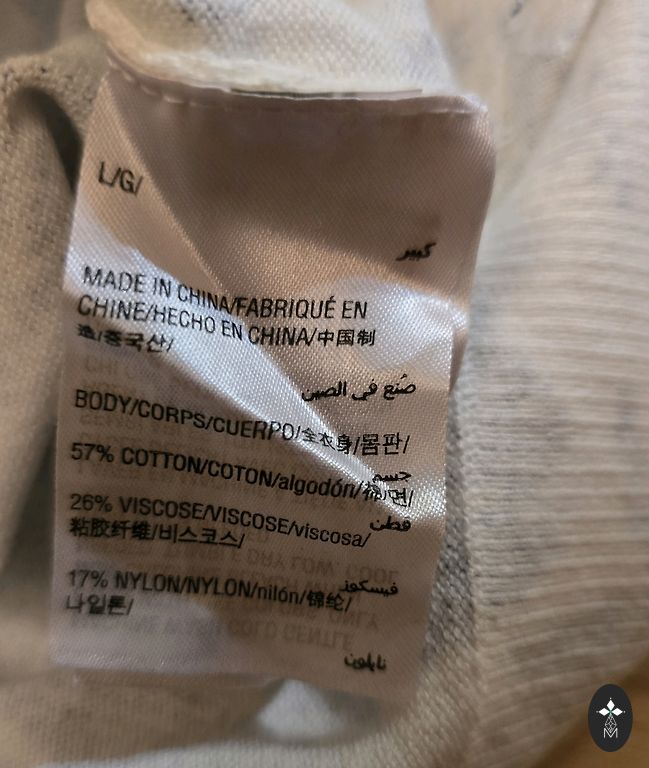 L/G/
كبير
MADE IN CHINA/FABRIQUÉ EN
CHINE/HECHO EN CHINA/中国制
造/중국산/
صُنع في الصين
BODY/CORPS/CUERPO/全衣身/몸판/
جسم
57% COTTON/COTON/algodón/棉/면/
قطن
26% VISCOSE/VISCOSE/viscosa/
粘胶纤维/비스코스/
فيسكوز
17% NYLON/NYLON/nilón/锦纶/
나일론/
نايلون
M